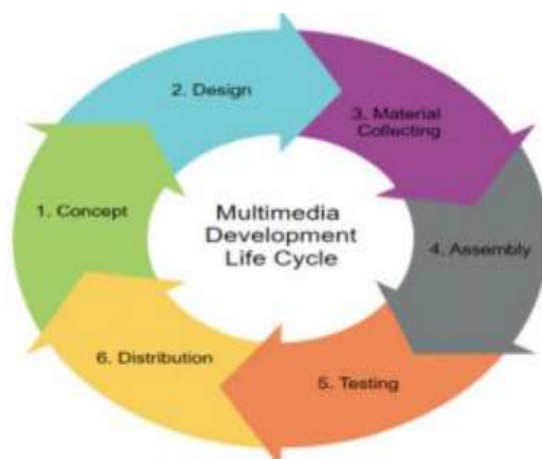 2. Design
3. Material
Collecting
1. Concept
Multimedia
Development
Life Cycle
4. Assembly
6. Distribution
5. Testing